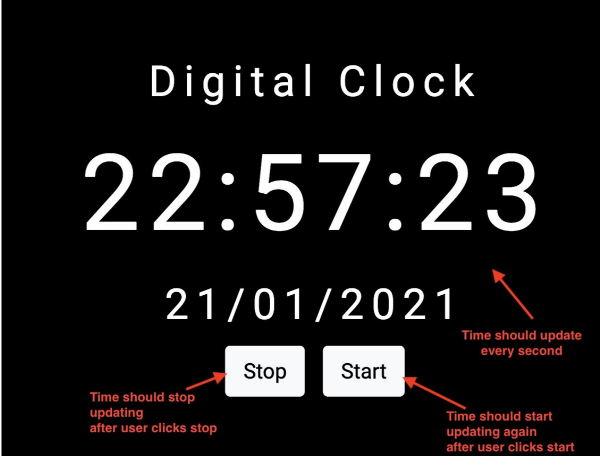 Digital Clock
22:57:23
21/01/2021
Time should update
every second
Stop
Start
Time should stop
updating
after user clicks stop
Time should start
updating again
after user clicks start